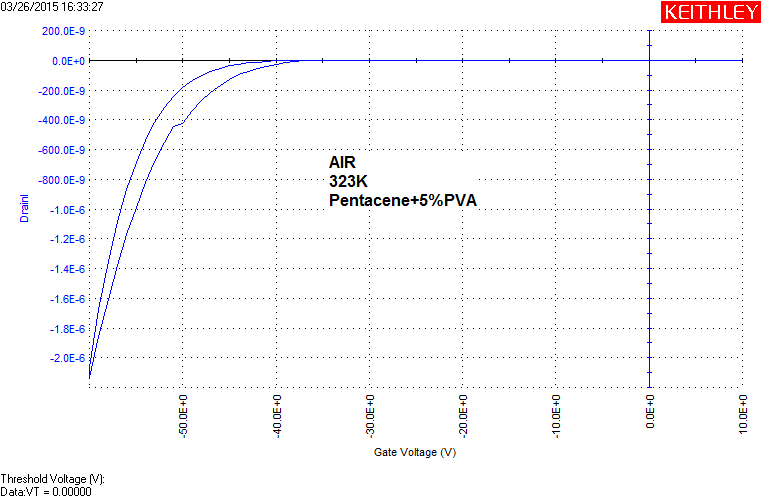 03/26/2015 16:33:27
KEITHLEY
200.0E-9
0.0E+0
-200.0E-9
-400.0E-9
-600.0E-9
-800.0E-9
-1.0E-6
-1.2E-6
-1.4E-6
-1.6E-6
-1.8E-6
-2.0E-6
DrainI
AIR
323K
Pentacene+5%PVA
-50.0E+0
-40.0E+0
-30.0E+0
-20.0E+0
-10.0E+0
0.0E+0
10.0E+0
Gate Voltage (V)
Threshold Voltage (V):
Data:VT = 0.00000